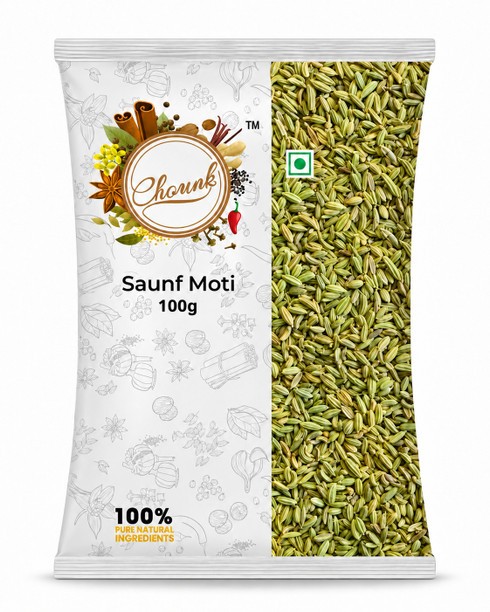 Chounk
TM
Saunf Moti
100g
100%
PURE NATURAL
INGREDIENTS